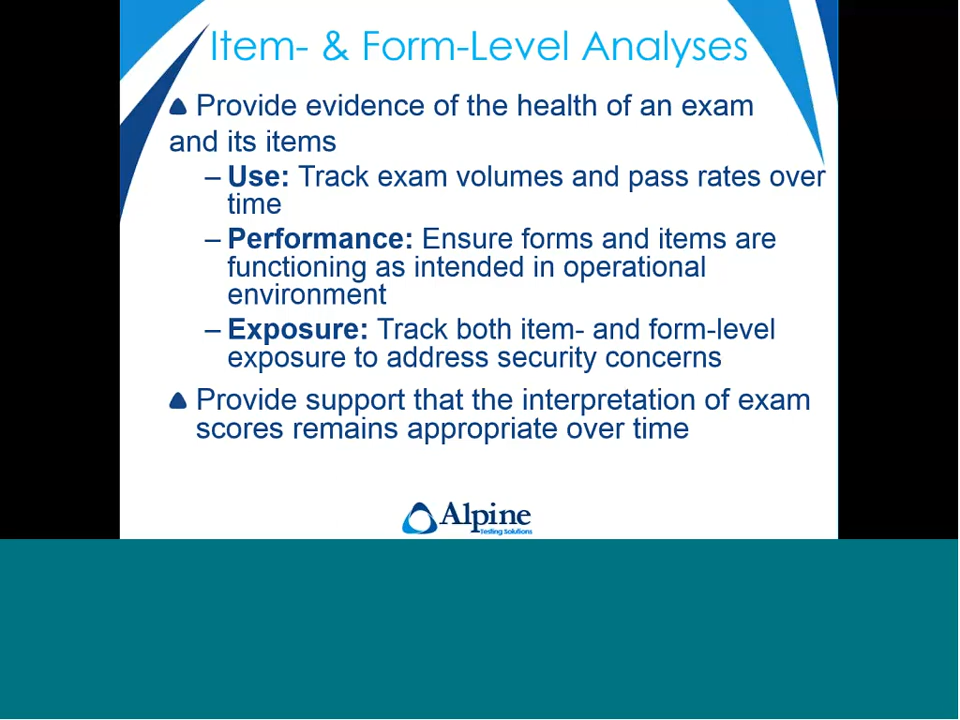 Item- & Form-Level Analyses
Provide evidence of the health of an exam
and its items
– Use: Track exam volumes and pass rates over
time
– Performance: Ensure forms and items are
functioning as intended in operational
environment
– Exposure: Track both item- and form-level
exposure to address security concerns
Provide support that the interpretation of exam
scores remains appropriate over time
Alpine
Testing Solutions